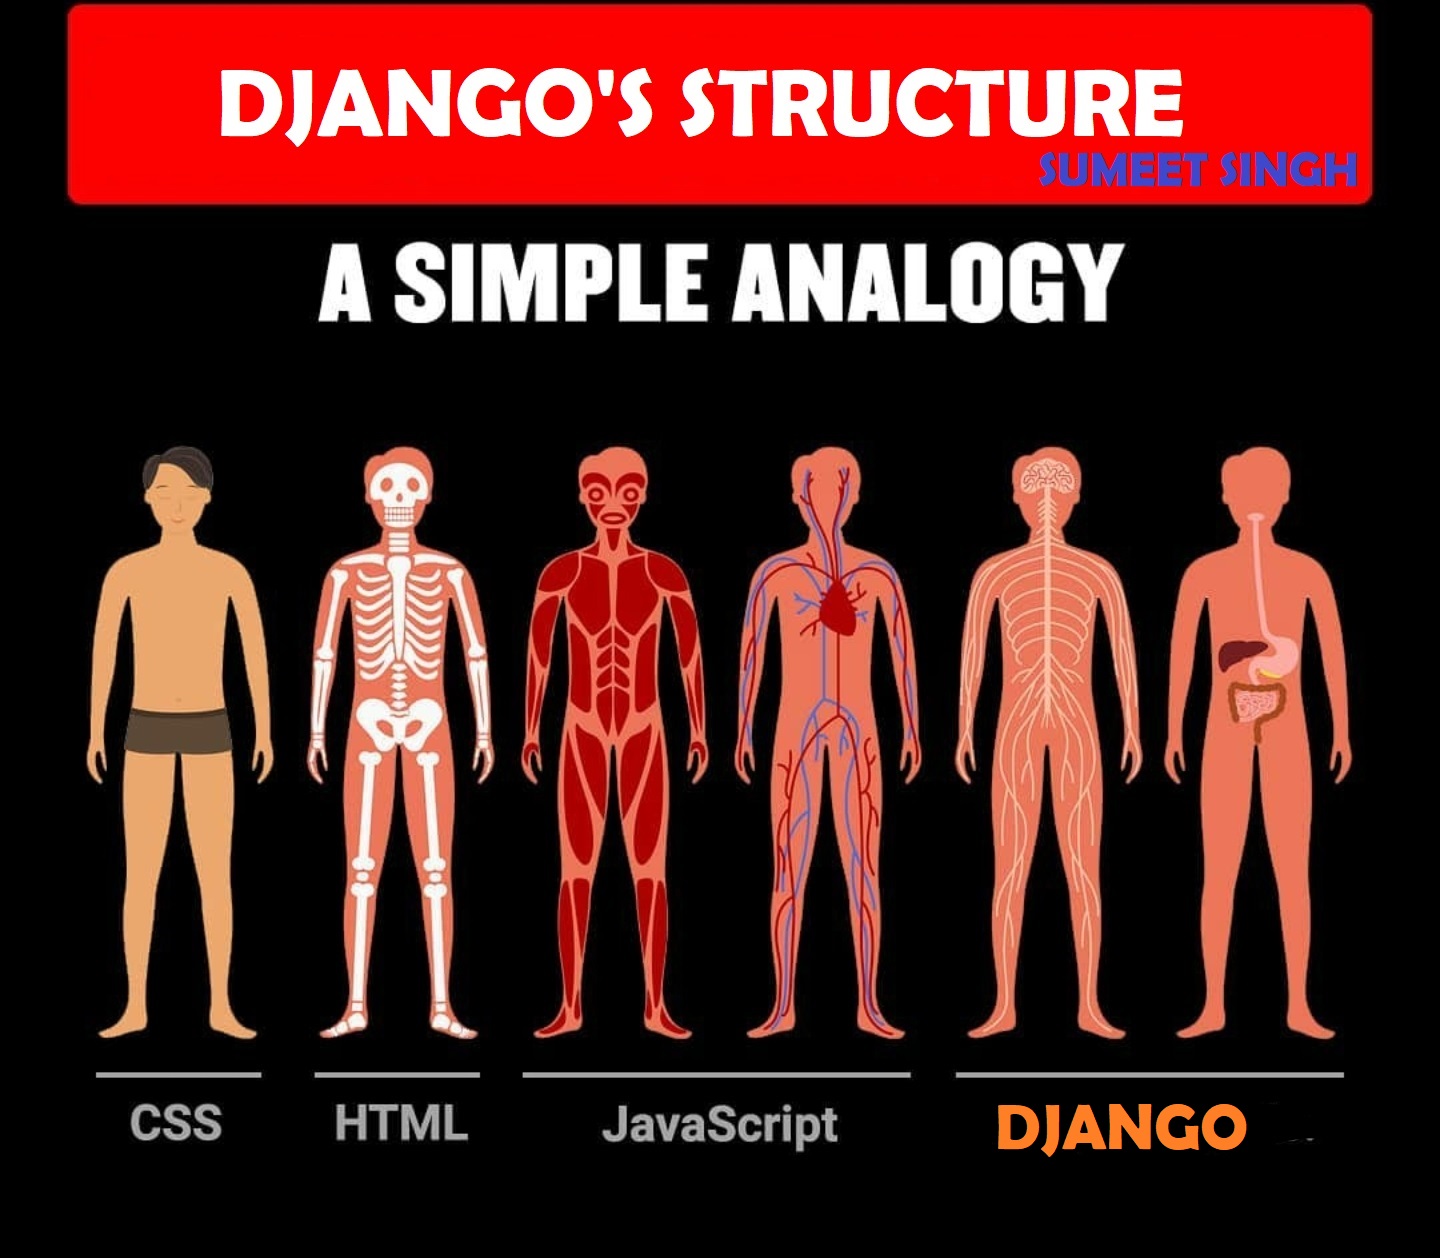 DJANGO'S STRUCTURE
SUMEET SINGH
A SIMPLE ANALOGY
CSS
HTML
JavaScript
DJANGO